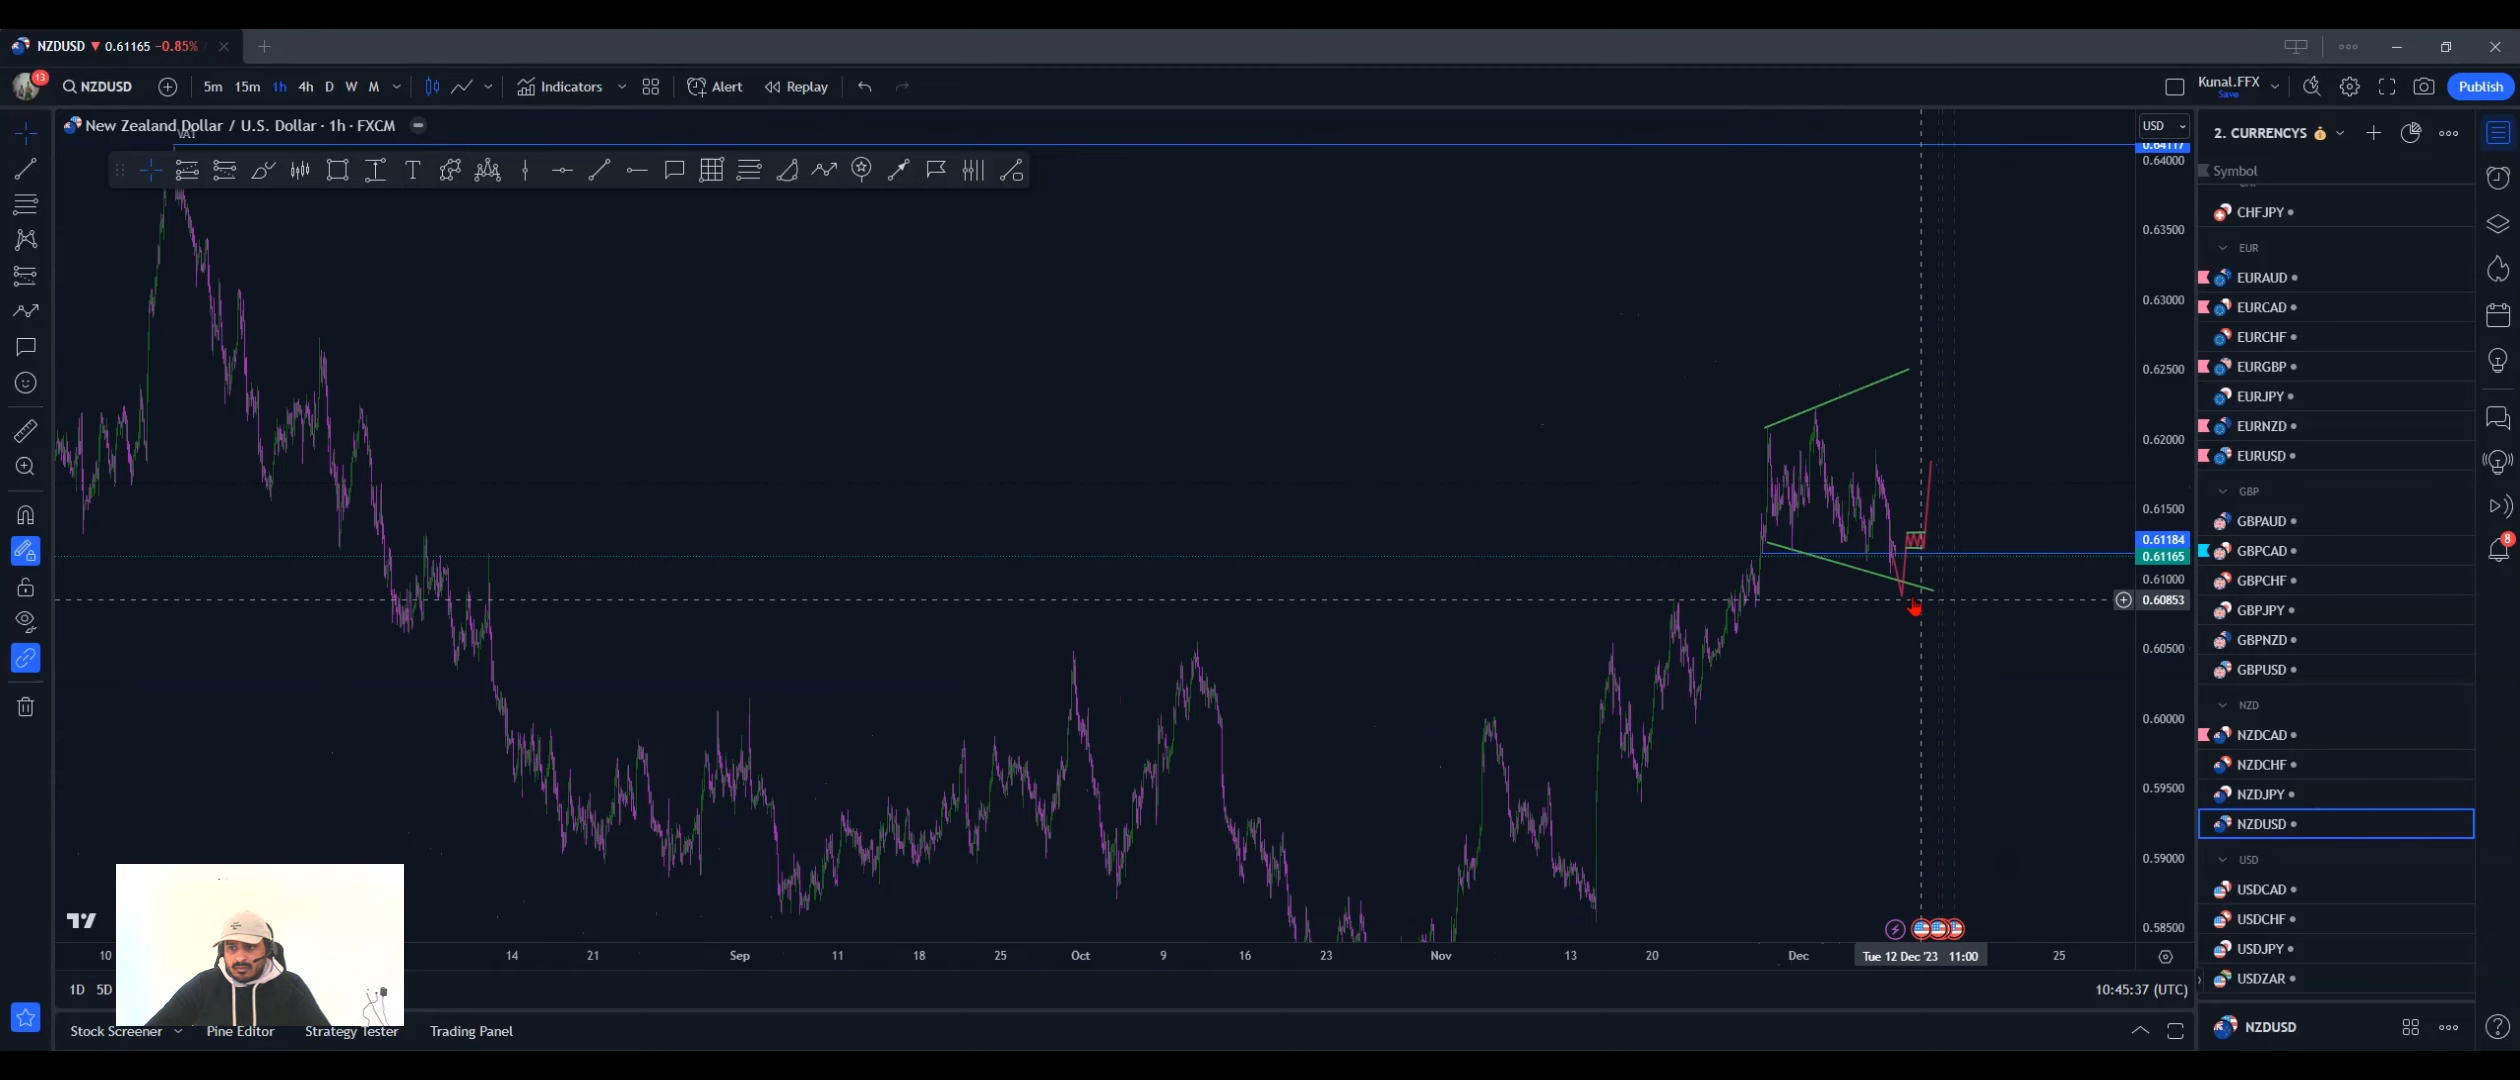 NZDUSD ▼ 0.61165 -0.85%
13
NZDUSD
5m 15m 1h 4h D W M
Indicators
Alert
Replay
Kunal.FFX
Save
Publish
New Zealand Dollar / U.S. Dollar · 1h · FXCM
USD
0.64117
0.64000
0.63500
0.63000
0.62500
0.62000
0.61500
0.61184
0.61165
0.61000
0.60853
0.60500
0.60000
0.59500
0.59000
0.58500
10 14 21 Sep 11 18 25 Oct 9 16 23 Nov 13 20 Dec Tue 12 Dec '23 11:00 25
1D 5D
10:45:37 (UTC)
Stock Screener Pine Editor Strategy Tester Trading Panel
2. CURRENCYS
Symbol
CHFJPY
EUR
EURAUD
EURCAD
EURCHF
EURGBP
EURJPY
EURNZD
EURUSD
GBP
GBPAUD
GBPCAD
GBPCHF
GBPJPY
GBPNZD
GBPUSD
NZD
NZDCAD
NZDCHF
NZDJPY
NZDUSD
USD
USDCAD
USDCHF
USDJPY
USDZAR
NZDUSD
8